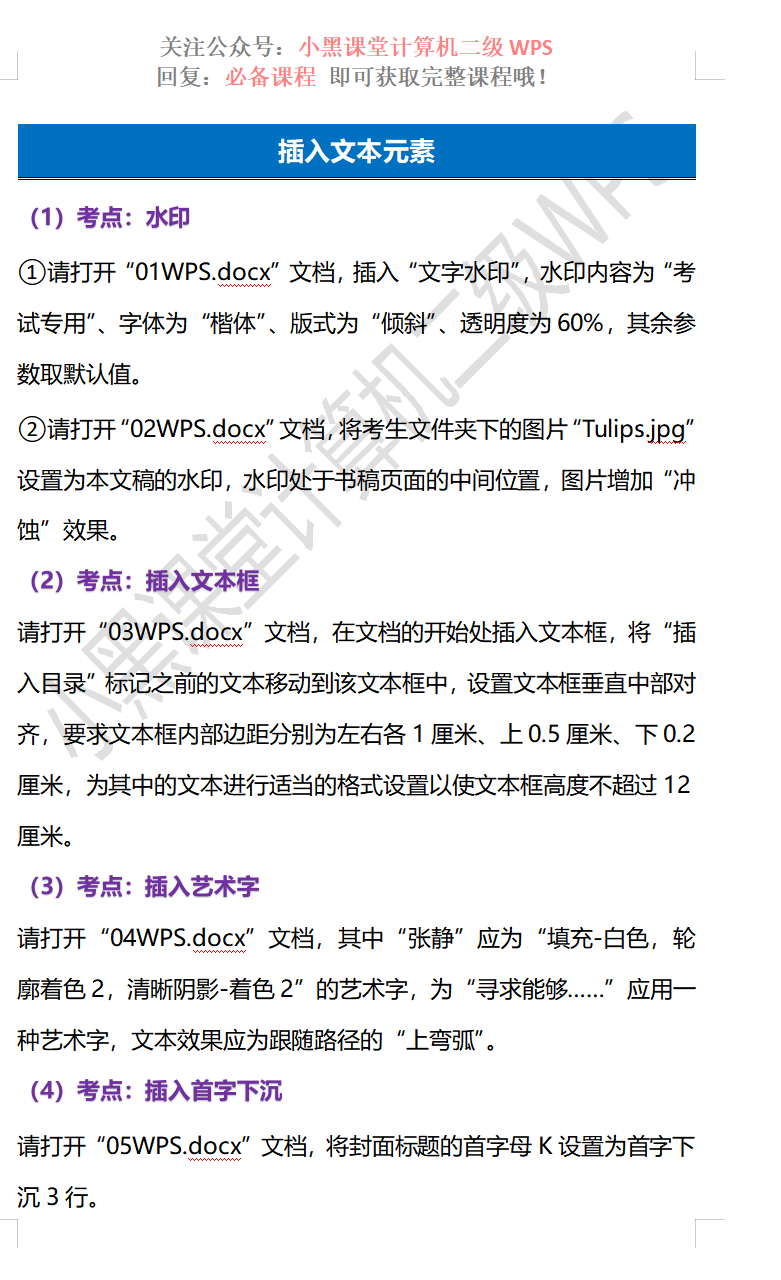 关注公众号：小黑课堂计算机二级 WPS
回复：必备课程 即可获取完整课程哦！
插入文本元素
（1）考点：水印
①请打开“01WPS.docx”文档，插入“文字水印”，水印内容为“考
试专用”、字体为“楷体”、版式为“倾斜”、透明度为 60%，其余参
数取默认值。
②请打开“02WPS.docx”文档，将考生文件夹下的图片“Tulips.jpg”
设置为本文稿的水印，水印处于书稿页面的中间位置，图片增加“冲
蚀”效果。
（2）考点：插入文本框
请打开“03WPS.docx”文档，在文档的开始处插入文本框，将“插
入目录”标记之前的文本移动到该文本框中，设置文本框垂直中部对
齐，要求文本框内部边距分别为左右各 1 厘米、上 0.5 厘米、下 0.2
厘米，为其中的文本进行适当的格式设置以使文本框高度不超过 12
厘米。
（3）考点：插入艺术字
请打开“04WPS.docx”文档，其中“张静”应为“填充-白色，轮
廓着色 2，清晰阴影-着色 2”的艺术字，为“寻求能够……”应用一
种艺术字，文本效果应为跟随路径的“上弯弧”。
（4）考点：插入首字下沉
请打开“05WPS.docx”文档，将封面标题的首字母 K 设置为首字下
沉 3 行。
小黑课堂计算机二级WPS